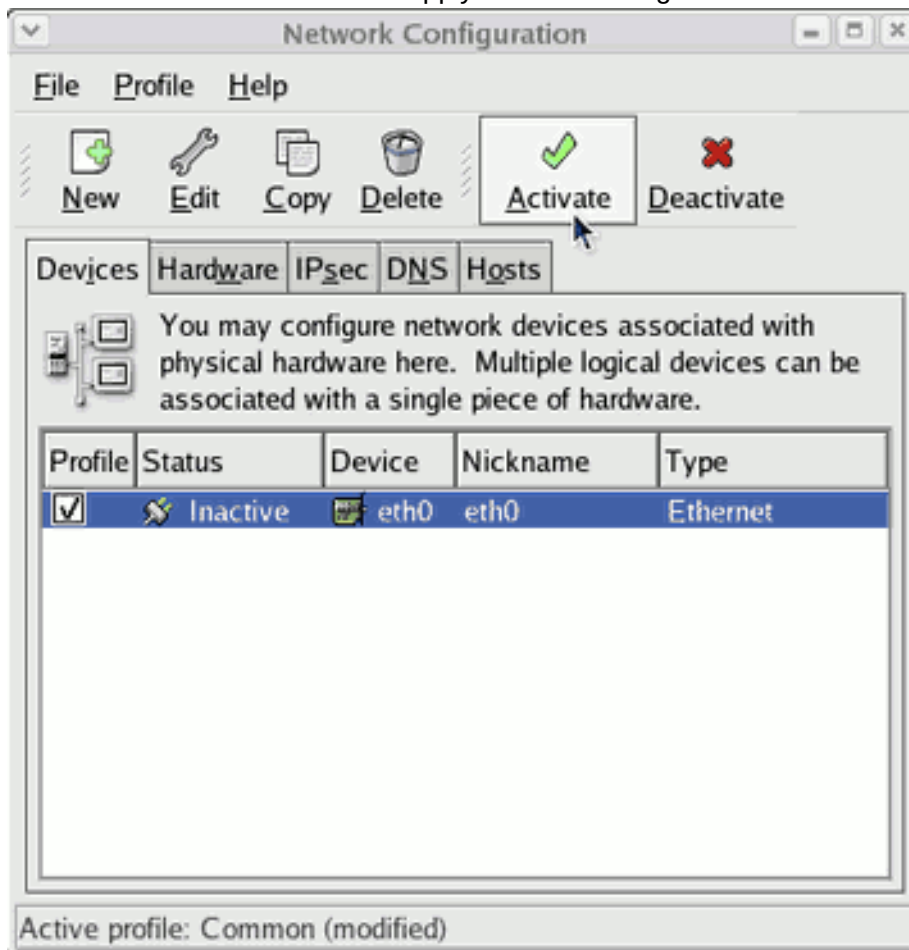 Network Configuration
File Profile Help
New Edit Copy Delete Activate Deactivate
Devices Hardware IPsec DNS Hosts
You may configure network devices associated with
physical hardware here. Multiple logical devices can be
associated with a single piece of hardware.
Profile Status Device Nickname Type
Inactive eth0 eth0 Ethernet
Active profile: Common (modified)